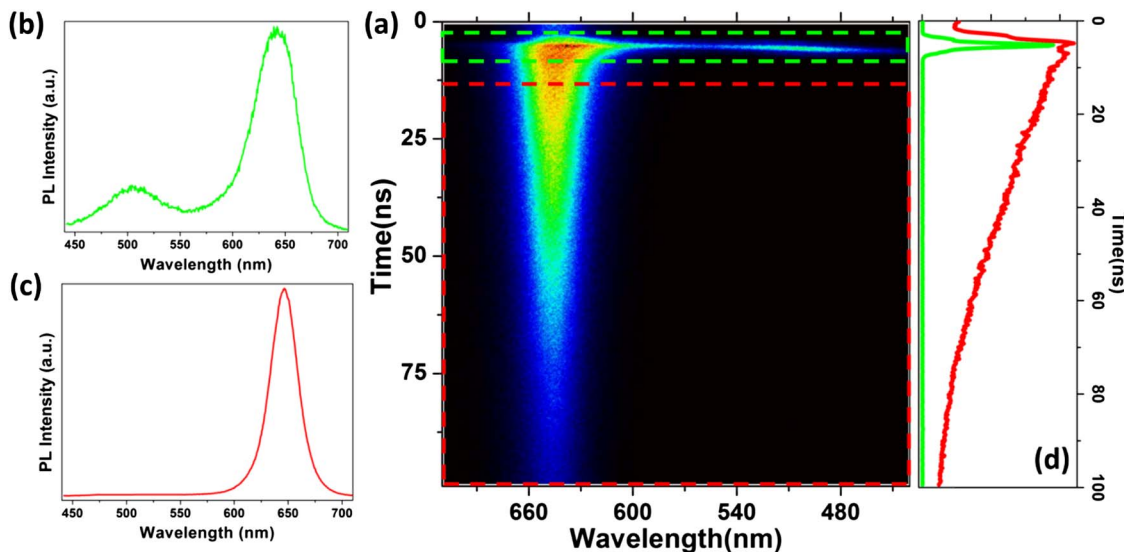 (b)
PL Intensity (a.u.)
450 500 550 600 650 700
Wavelength (nm)
(c)
PL Intensity (a.u.)
450 500 550 600 650 700
Wavelength (nm)
(a)
Time(ns)
0
25
50
75
660 600 540 480
Wavelength(nm)
(d)
0
20
40
60
80
100
Time(ns)